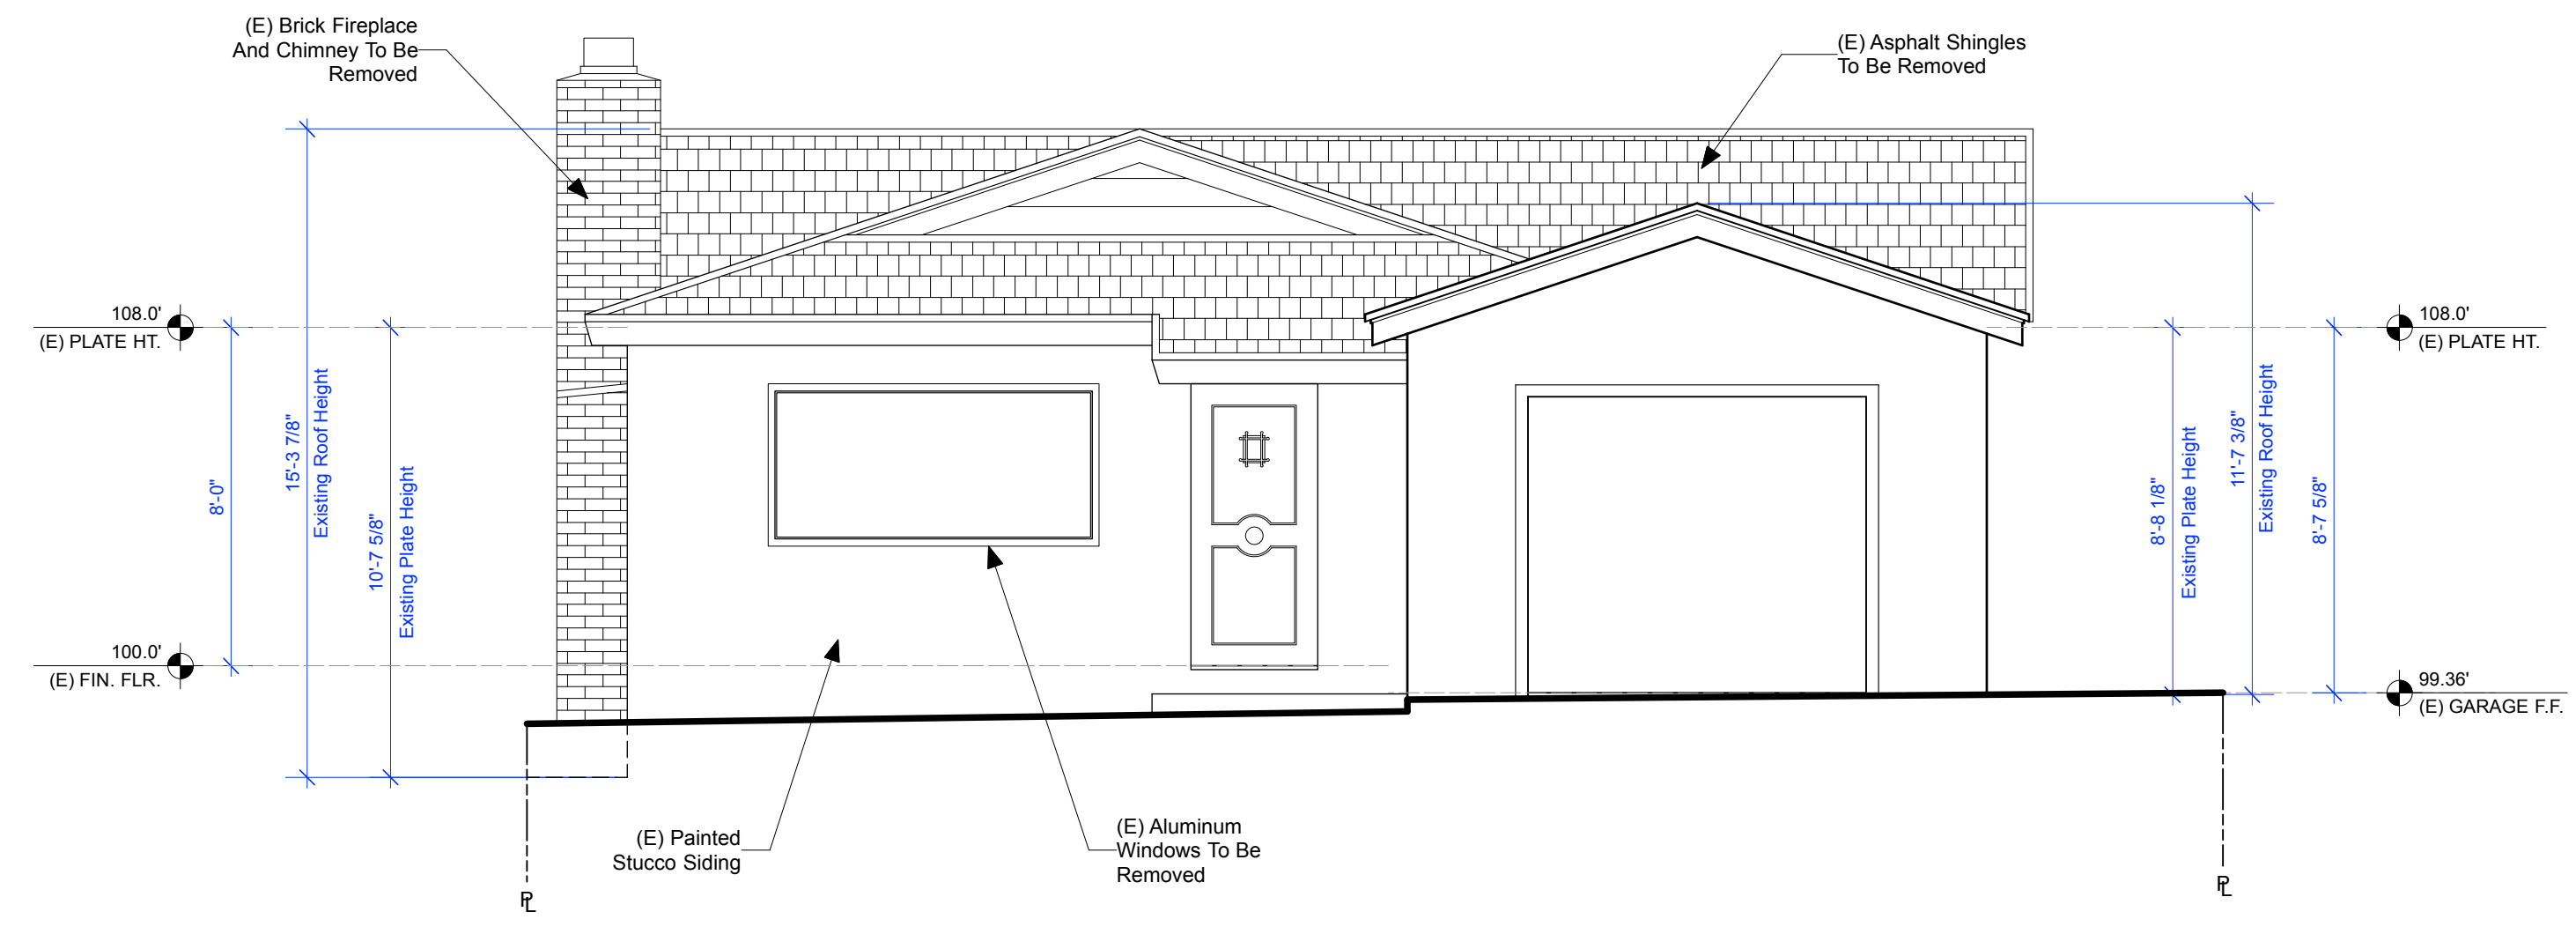 (E) Brick Fireplace
And Chimney To Be
Removed
(E) Asphalt Shingles
To Be Removed
108.0'
(E) PLATE HT.
100.0'
(E) FIN. FLR.
8'-0"
15'-3 7/8"
Existing Roof Height
10'-7 5/8"
Existing Plate Height
8'-8 1/8"
Existing Plate Height
11'-7 3/8"
Existing Roof Height
8'-7 5/8"
108.0'
(E) PLATE HT.
99.36'
(E) GARAGE F.F.
(E) Painted
Stucco Siding
(E) Aluminum
Windows To Be
Removed
PL
PL